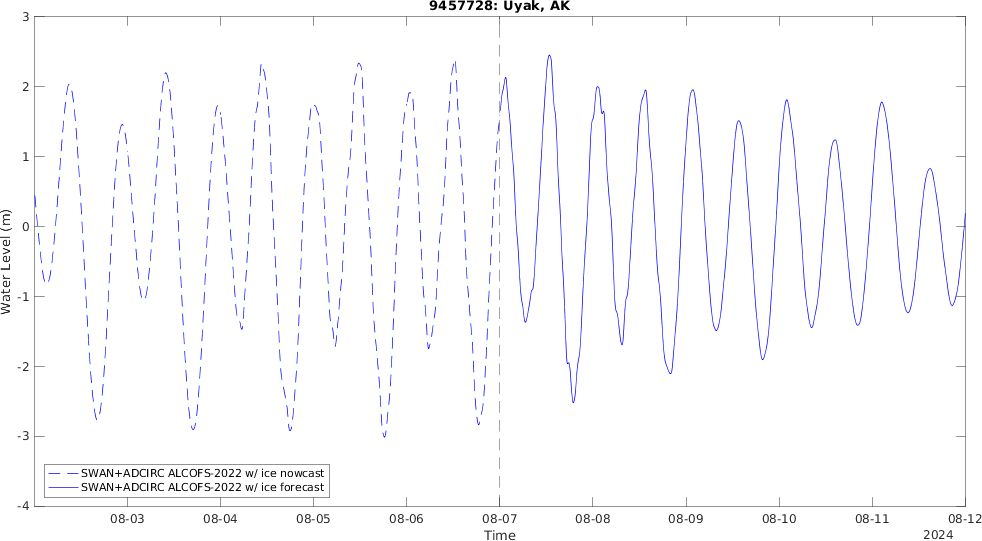 9457728: Uyak, AK
3
2
1
0
-1
-2
-3
-4
Water Level (m)
SWAN+ADCIRC ALCOFS-2022 w/ ice nowcast
SWAN+ADCIRC ALCOFS-2022 w/ ice forecast
08-03 08-04 08-05 08-06 08-07 08-08 08-09 08-10 08-11 08-12
Time
2024